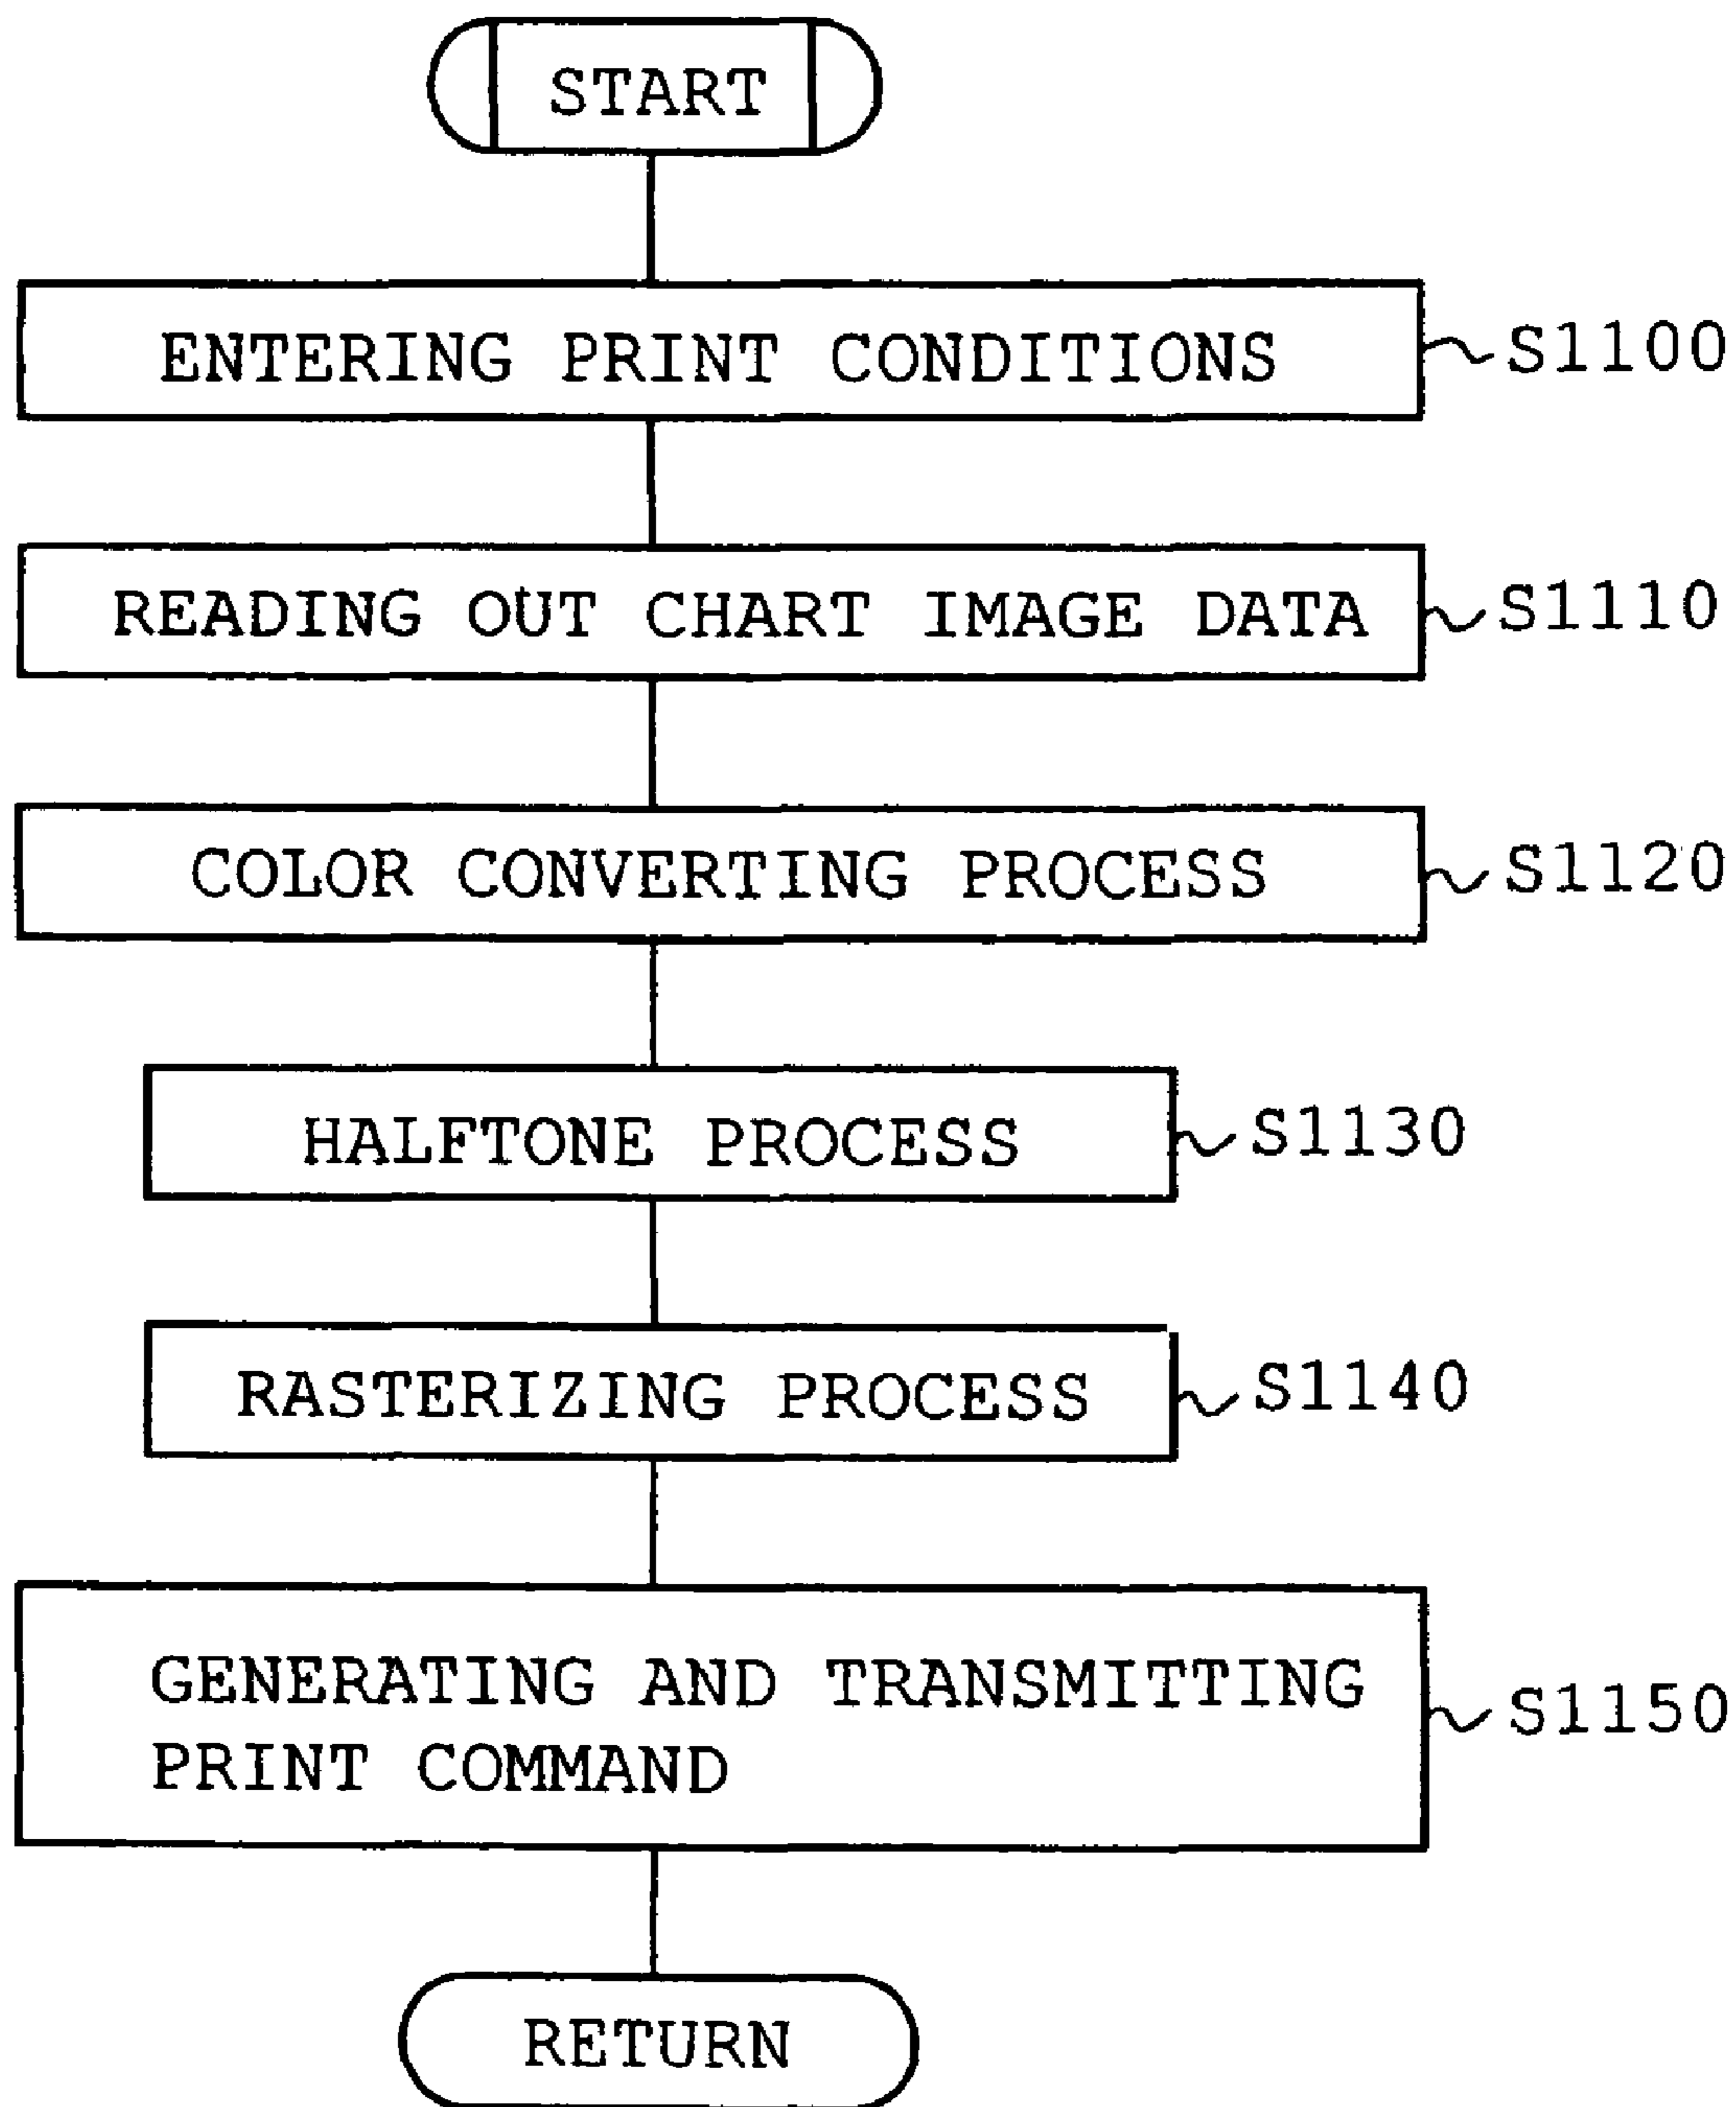 START
ENTERING PRINT CONDITIONS
S1100
READING OUT CHART IMAGE DATA
S1110
COLOR CONVERTING PROCESS
S1120
HALFTONE PROCESS
S1130
RASTERIZING PROCESS
S1140
GENERATING AND TRANSMITTING
PRINT COMMAND
S1150
RETURN